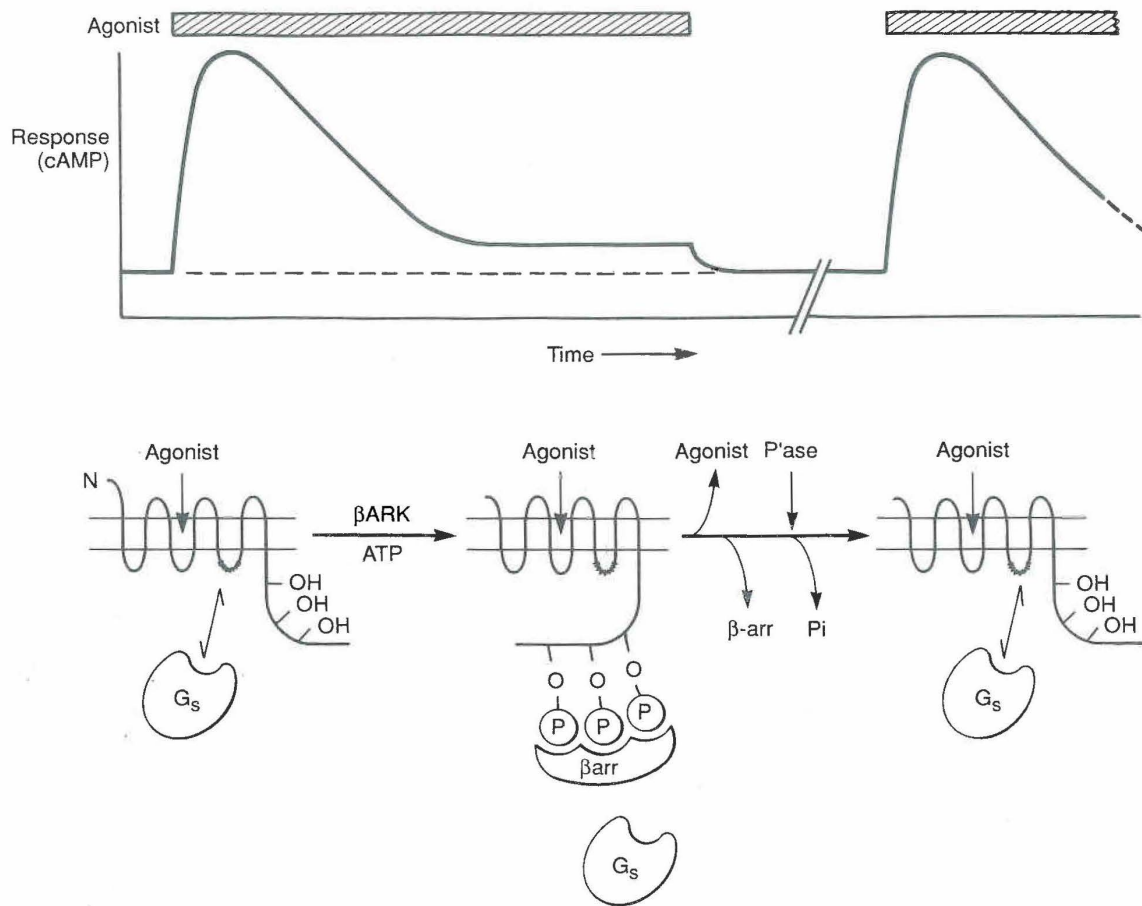 Agonist
Response
(cAMP)
Time
Agonist
Agonist
Agonist
P'ase
Agonist
N
βARK
ATP
OH
OH
OH
β-arr
Pi
OH
OH
OH
Gs
O
O
O
P
P
P
βarr
Gs
Gs